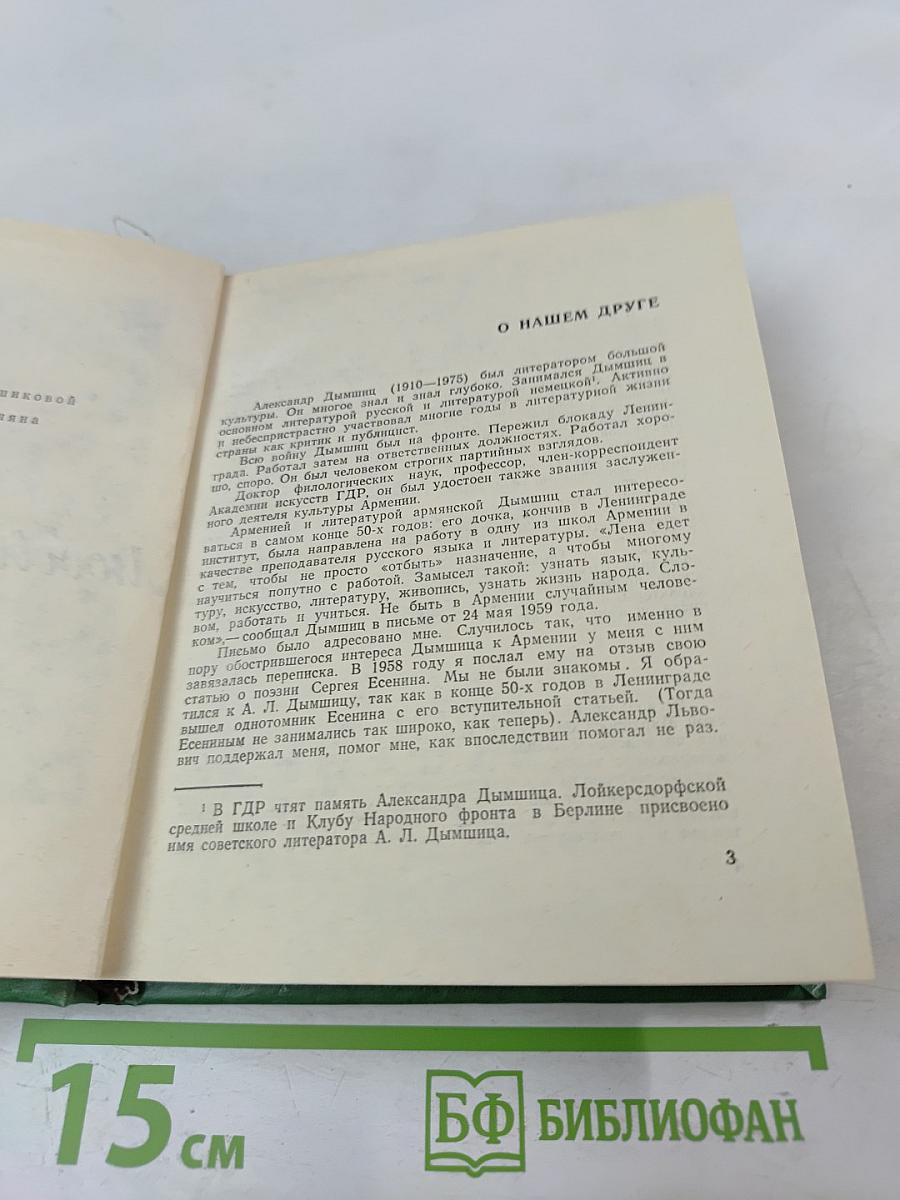 шиковой
няна
О НАШЕМ ДРУГЕ
Александр Дымшиц (1910—1975) был литератором большой
культуры. Он многое знал и знал глубоко. Занимался Дымшиц в
основном литературой русской и литературой немецкой¹. Активно
и небеспристрастно участвовал многие годы в литературной жизни
страны как критик и публицист.
Всю войну Дымшиц был на фронте. Пережил блокаду Ленин-
града. Работал затем на ответственных должностях. Работал хоро-
шо, споро. Он был человеком строгих партийных взглядов.
Доктор филологических наук, профессор, член-корреспондент
Академии искусств ГДР, он был удостоен также звания заслужен-
ного деятеля культуры Армении.
Арменией и литературой армянской Дымшиц стал интересо-
ваться в самом конце 50-х годов: его дочка, кончив в Ленинграде
институт, была направлена на работу в одну из школ Армении в
качестве преподавателя русского языка и литературы. «Лена едет
с тем, чтобы не просто «отбыть» назначение, а чтобы многому
научиться попутно с работой. Замысел такой: узнать язык, куль-
туру, искусство, литературу, живопись, узнать жизнь народа. Сло-
вом, работать и учиться. Не быть в Армении случайным челове-
ком»,— сообщал Дымшиц в письме от 24 мая 1959 года.
Письмо было адресовано мне. Случилось так, что именно в
пору обострившегося интереса Дымшица к Армении у меня с ним
завязалась переписка. В 1958 году я послал ему на отзыв свою
статью о поэзии Сергея Есенина. Мы не были знакомы. Я обра-
тился к А. Л. Дымшицу, так как в конце 50-х годов в Ленинграде
вышел однотомник Есенина с его вступительной статьей. (Тогда
Есениным не занимались так широко, как теперь). Александр Льво-
вич поддержал меня, помог мне, как впоследствии помогал не раз.
¹ В ГДР чтят память Александра Дымшица. Лойкерсдорфской
средней школе и Клубу Народного фронта в Берлине присвоено
имя советского литератора А. Л. Дымшица.
3
15 см
БФ БИБЛИОФАН